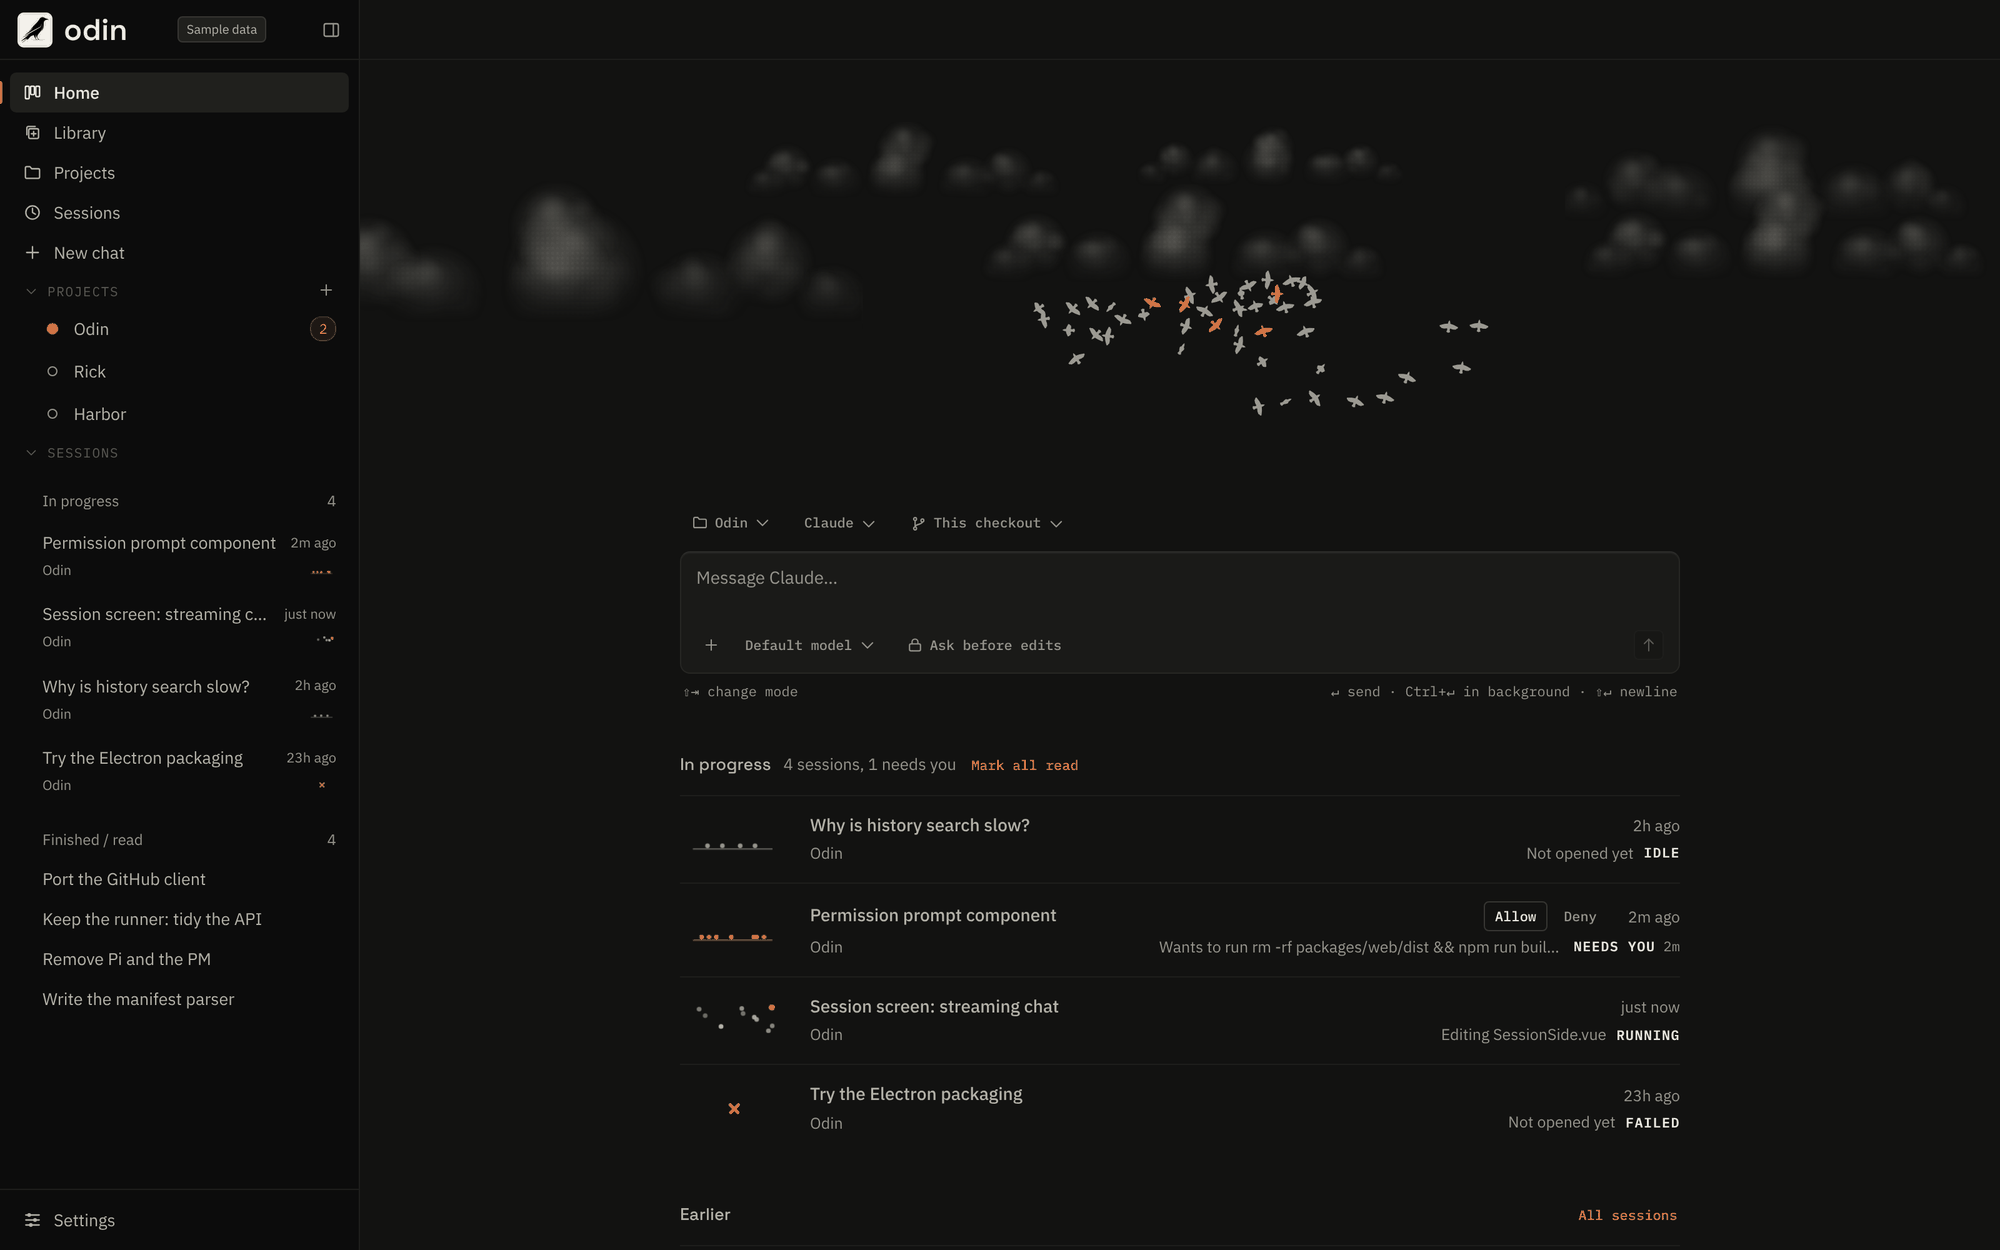 odin
Sample data
Home
Library
Projects
Sessions
New chat
PROJECTS
Odin
2
Rick
Harbor
SESSIONS
In progress
4
Permission prompt component
2m ago
Odin
Session screen: streaming c...
just now
Odin
Why is history search slow?
2h ago
Odin
Try the Electron packaging
23h ago
Odin
Finished / read
4
Port the GitHub client
Keep the runner: tidy the API
Remove Pi and the PM
Write the manifest parser
Settings
Odin
Claude
This checkout
Message Claude...
Default model
Ask before edits
⇧⇥ change mode
↵ send · Ctrl+↵ in background · ⇧↵ newline
In progress 4 sessions, 1 needs you Mark all read
Why is history search slow?
2h ago
Odin
Not opened yet IDLE
Permission prompt component
Allow Deny 2m ago
Odin
Wants to run rm -rf packages/web/dist && npm run buil... NEEDS YOU 2m
Session screen: streaming chat
just now
Odin
Editing SessionSide.vue RUNNING
Try the Electron packaging
23h ago
Odin
Not opened yet FAILED
Earlier
All sessions